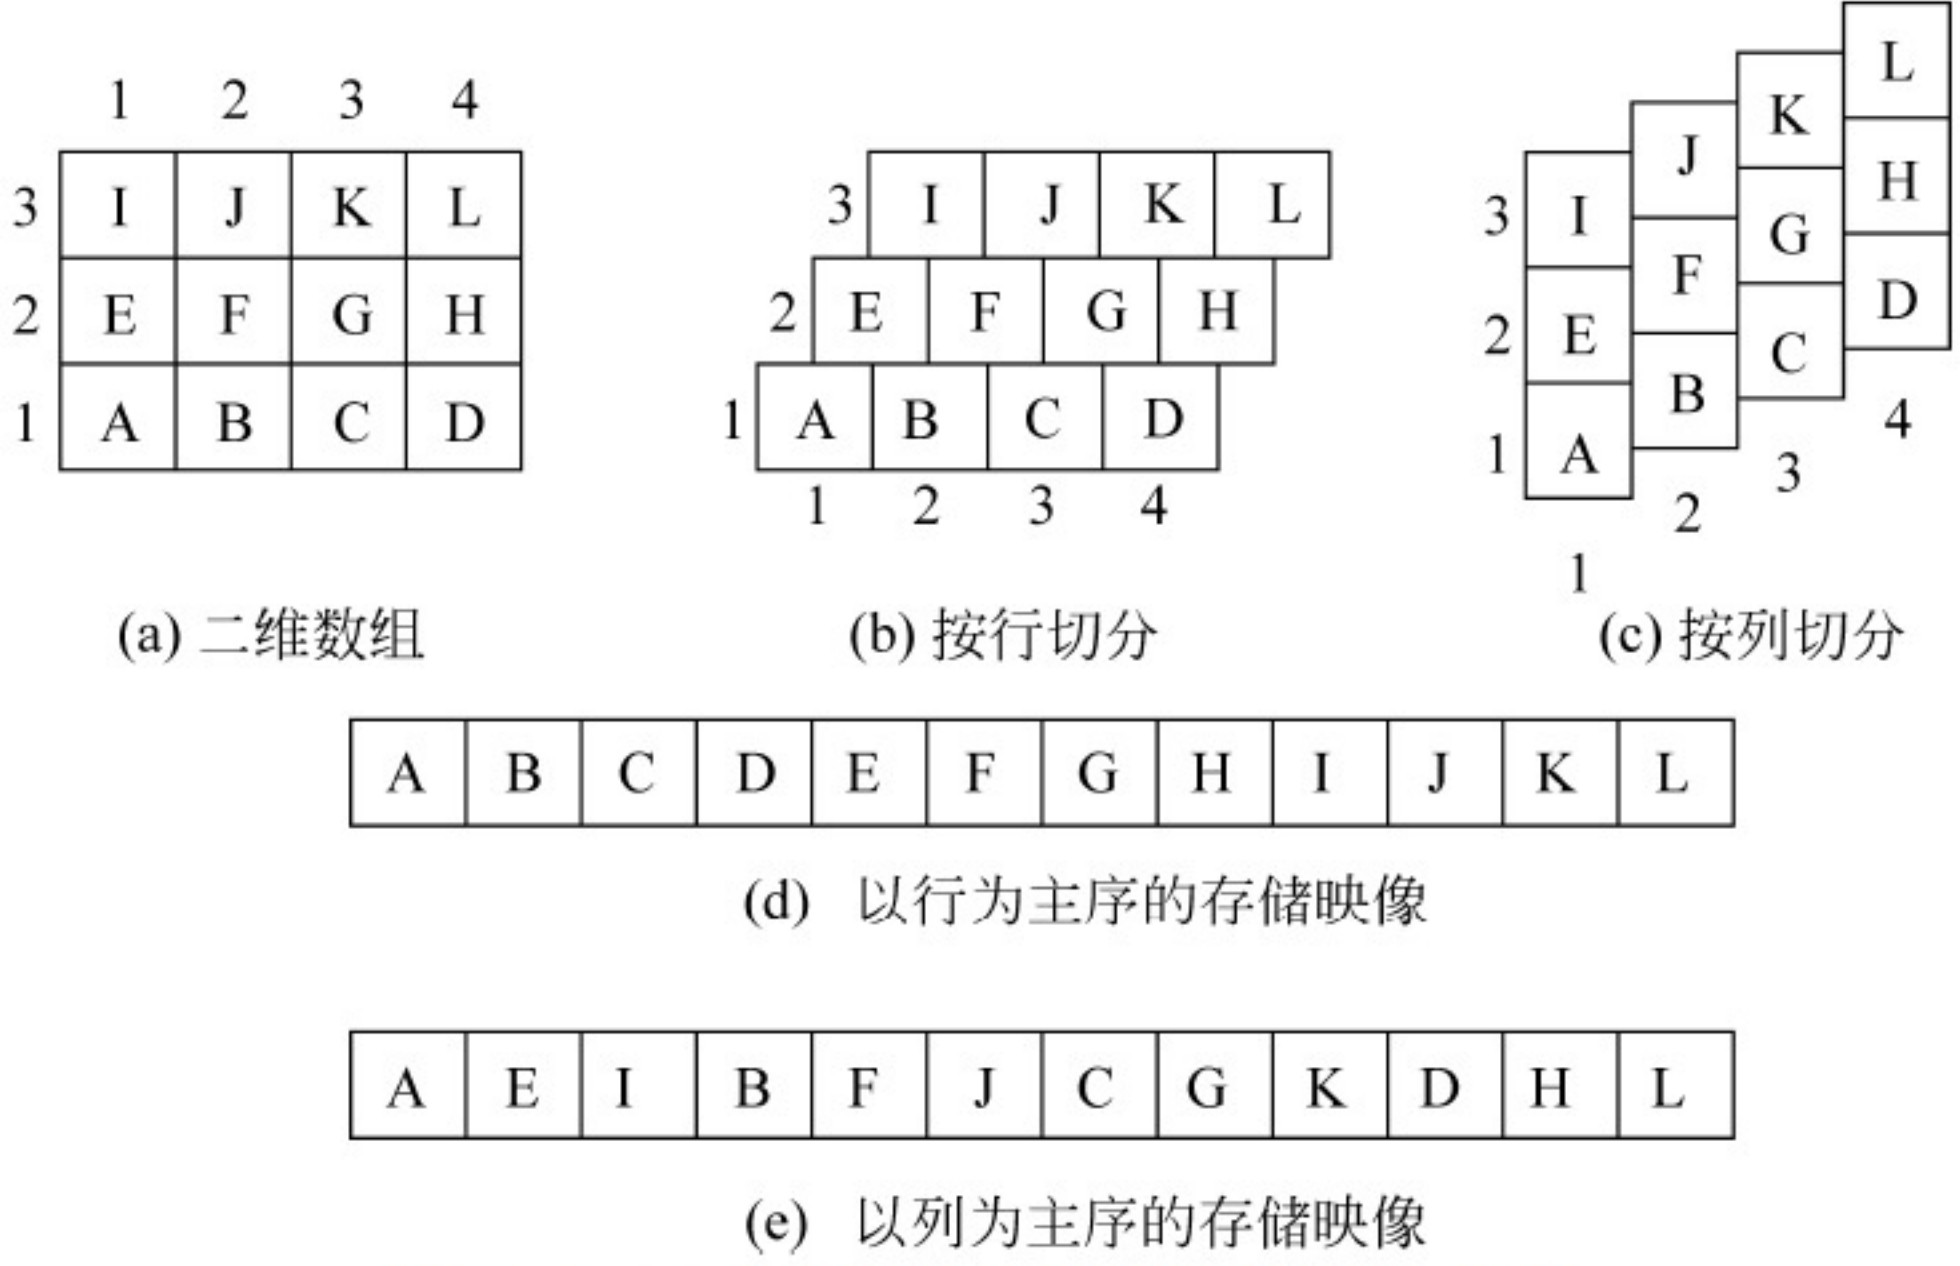 1 2 3 4
3 I J K L
2 E F G H
1 A B C D
(a) 二维数组
3 I J K L
2 E F G H
1 A B C D
1 2 3 4
(b) 按行切分
L
K
J
H
3 I
G
F
D
2 E
C
B
4
1 A
3
2
1
(c) 按列切分
A B C D E F G H I J K L
(d) 以行为主序的存储映像
A E I B F J C G K D H L
(e) 以列为主序的存储映像